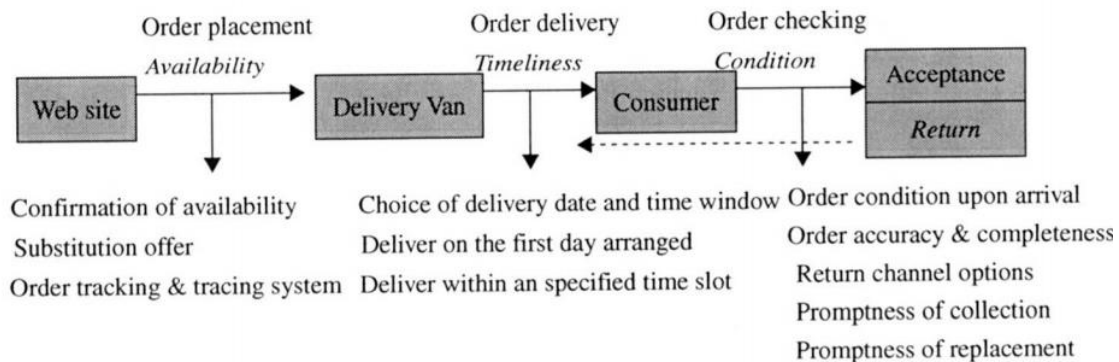 Order placement
Availability
Order delivery
Timeliness
Order checking
Condition
Web site
Delivery Van
Consumer
Acceptance
Return
Confirmation of availability
Substitution offer
Order tracking & tracing system
Choice of delivery date and time window
Deliver on the first day arranged
Deliver within an specified time slot
Order condition upon arrival
Order accuracy & completeness
Return channel options
Promptness of collection
Promptness of replacement